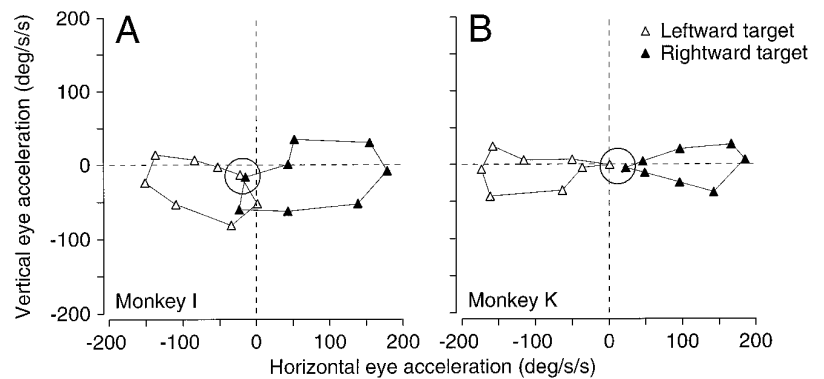 A
B
Leftward target
Rightward target
Vertical eye acceleration (deg/s/s)
200
100
0
-100
-200
Monkey I
Monkey K
-200 -100 0 100 200
-200 -100 0 100 200
Horizontal eye acceleration (deg/s/s)